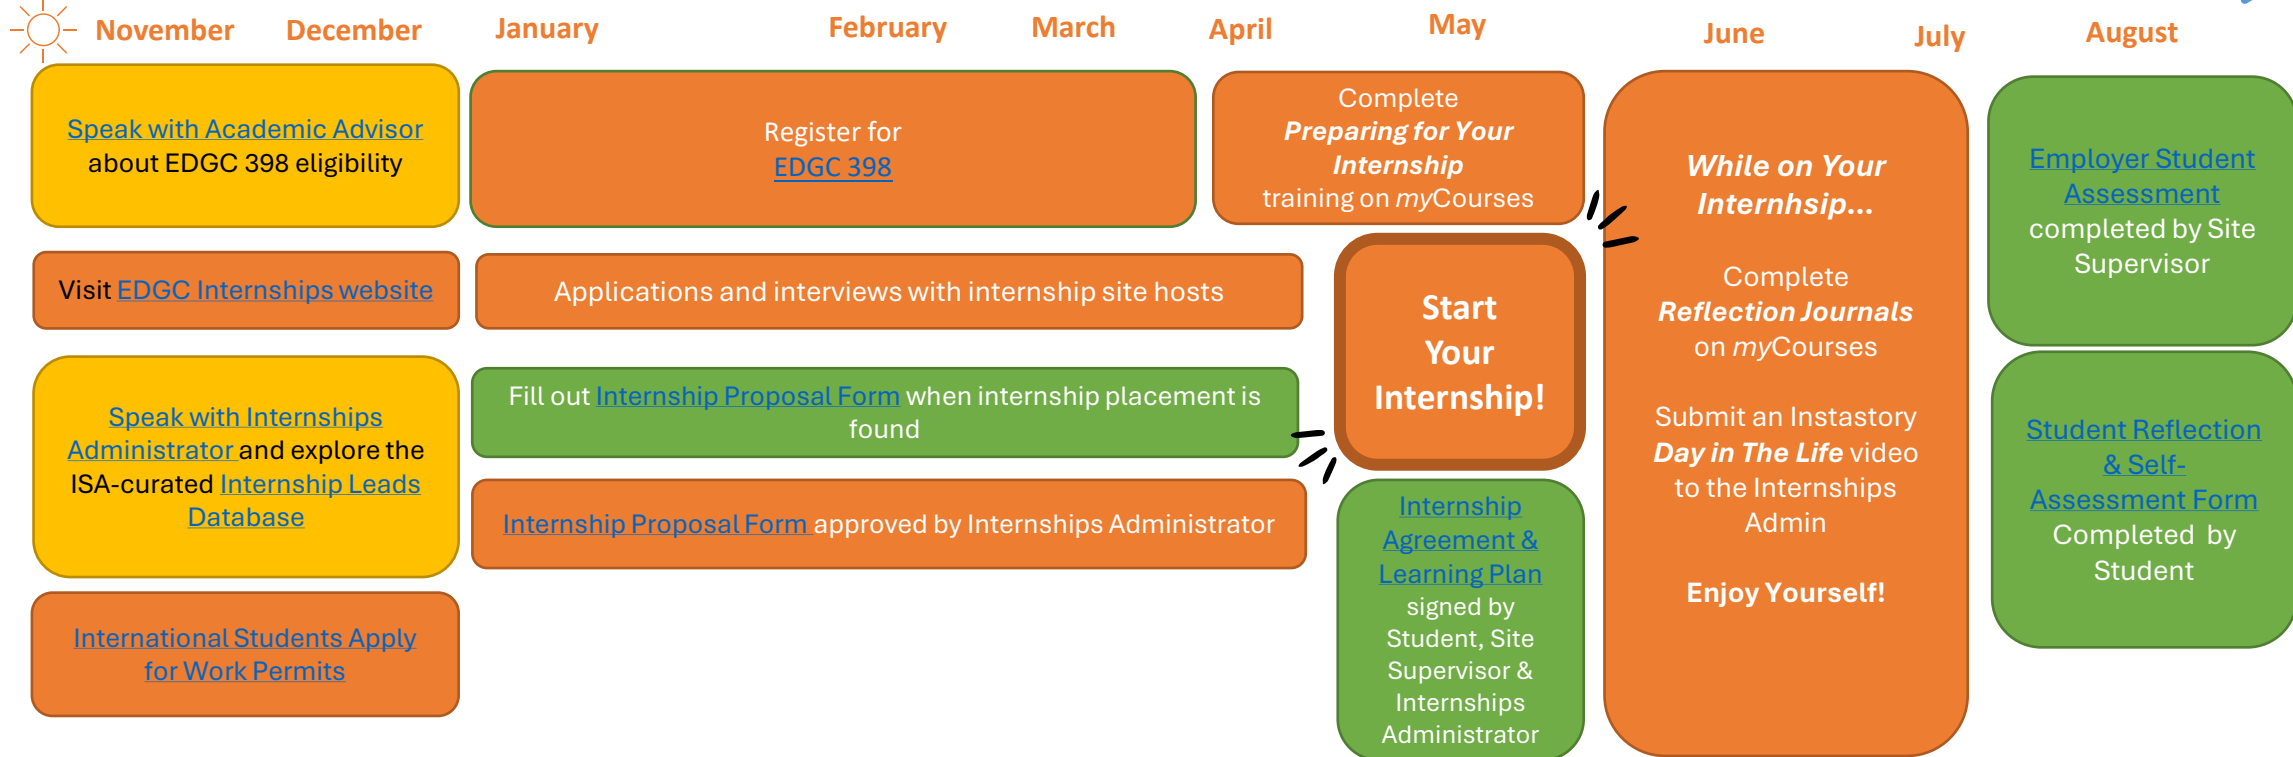 November December January February March April May June July August
Speak with Academic Advisor
about EDGC 398 eligibility
Visit EDGC Internships website
Speak with Internships
Administrator and explore the
ISA-curated Internship Leads
Database
International Students Apply
for Work Permits
Register for
EDGC 398
Applications and interviews with internship site hosts
Fill out Internship Proposal Form when internship placement is
found
Internship Proposal Form approved by Internships Administrator
Complete
Preparing for Your
Internship
training on myCourses
Start
Your
Internship!
Internship
Agreement &
Learning Plan
signed by
Student, Site
Supervisor &
Internships
Administrator
While on Your
Internhsip...
Complete
Reflection Journals
on myCourses
Submit an Instastory
Day in The Life video
to the Internships
Admin
Enjoy Yourself!
Employer Student
Assessment
completed by Site
Supervisor
Student Reflection
& Self-
Assessment Form
Completed by
Student